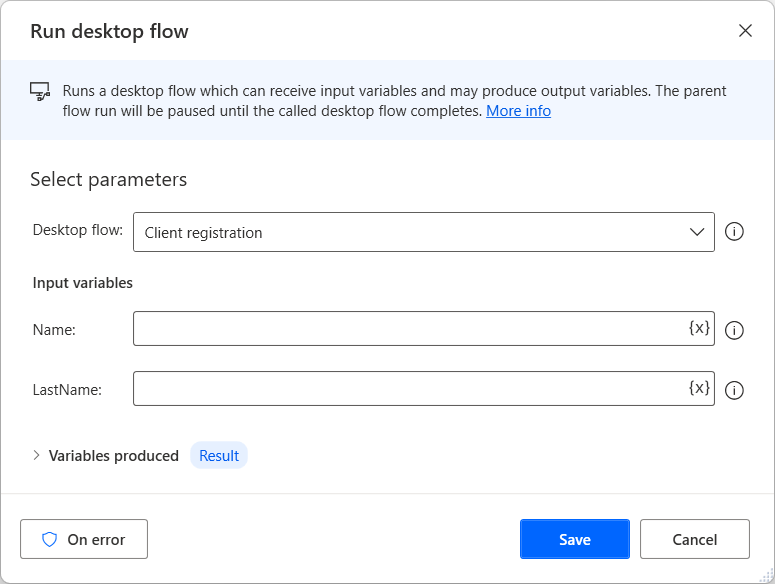 Run desktop flow
Runs a desktop flow which can receive input variables and may produce output variables. The parent
flow run will be paused until the called desktop flow completes. More info
Select parameters
Desktop flow: Client registration
Input variables
Name: {x}
LastName: {x}
Variables produced Result
On error Save Cancel